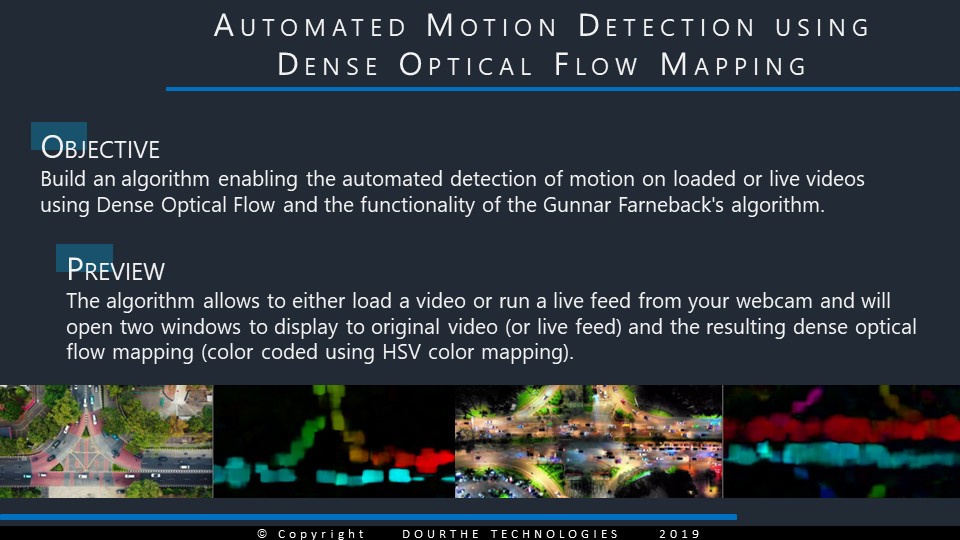 Automated Motion Detection using
Dense Optical Flow Mapping
Objective
Build an algorithm enabling the automated detection of motion on loaded or live videos
using Dense Optical Flow and the functionality of the Gunnar Farneback's algorithm.
Preview
The algorithm allows to either load a video or run a live feed from your webcam and will
open two windows to display to original video (or live feed) and the resulting dense optical
flow mapping (color coded using HSV color mapping).
© Copyright DOURTHE TECHNOLOGIES 2019